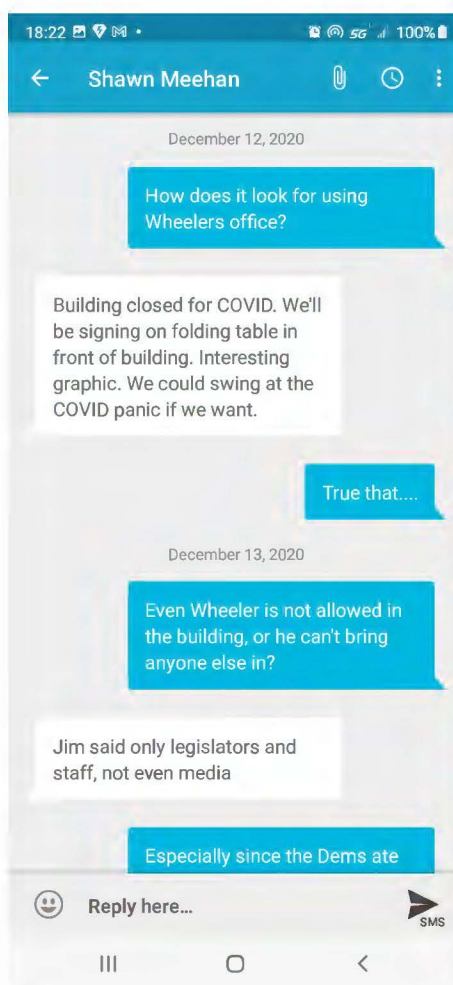 18:22
5G 100%
Shawn Meehan
December 12, 2020
How does it look for using
Wheelers office?
Building closed for COVID. We'll
be signing on folding table in
front of building. Interesting
graphic. We could swing at the
COVID panic if we want.
True that....
December 13, 2020
Even Wheeler is not allowed in
the building, or he can't bring
anyone else in?
Jim said only legislators and
staff, not even media
Especially since the Dems ate
Reply here...
SMS